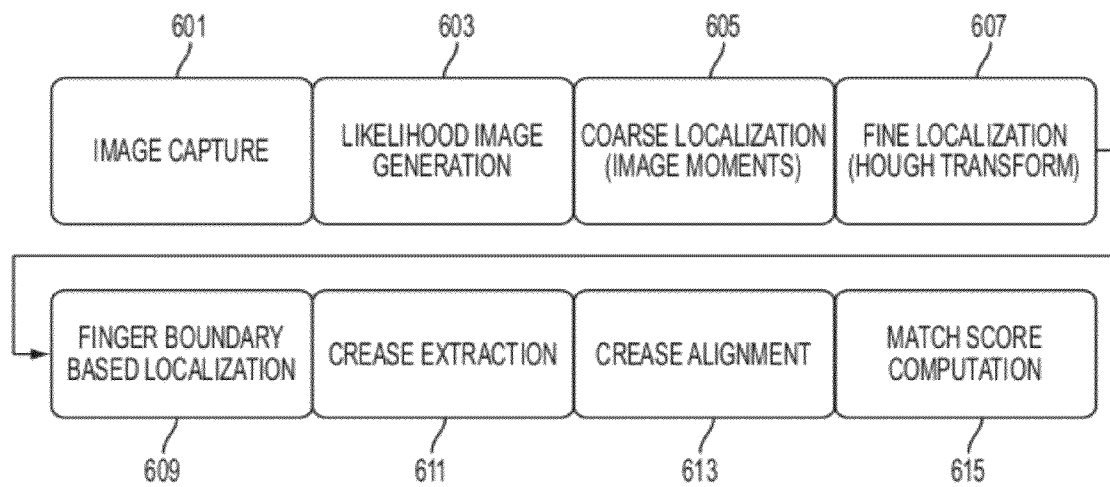 601 603 605 607
IMAGE CAPTURE
LIKELIHOOD IMAGE
GENERATION
COARSE LOCALIZATION
(IMAGE MOMENTS)
FINE LOCALIZATION
(HOUGH TRANSFORM)
FINGER BOUNDARY
BASED LOCALIZATION
CREASE EXTRACTION
CREASE ALIGNMENT
MATCH SCORE
COMPUTATION
609 611 613 615